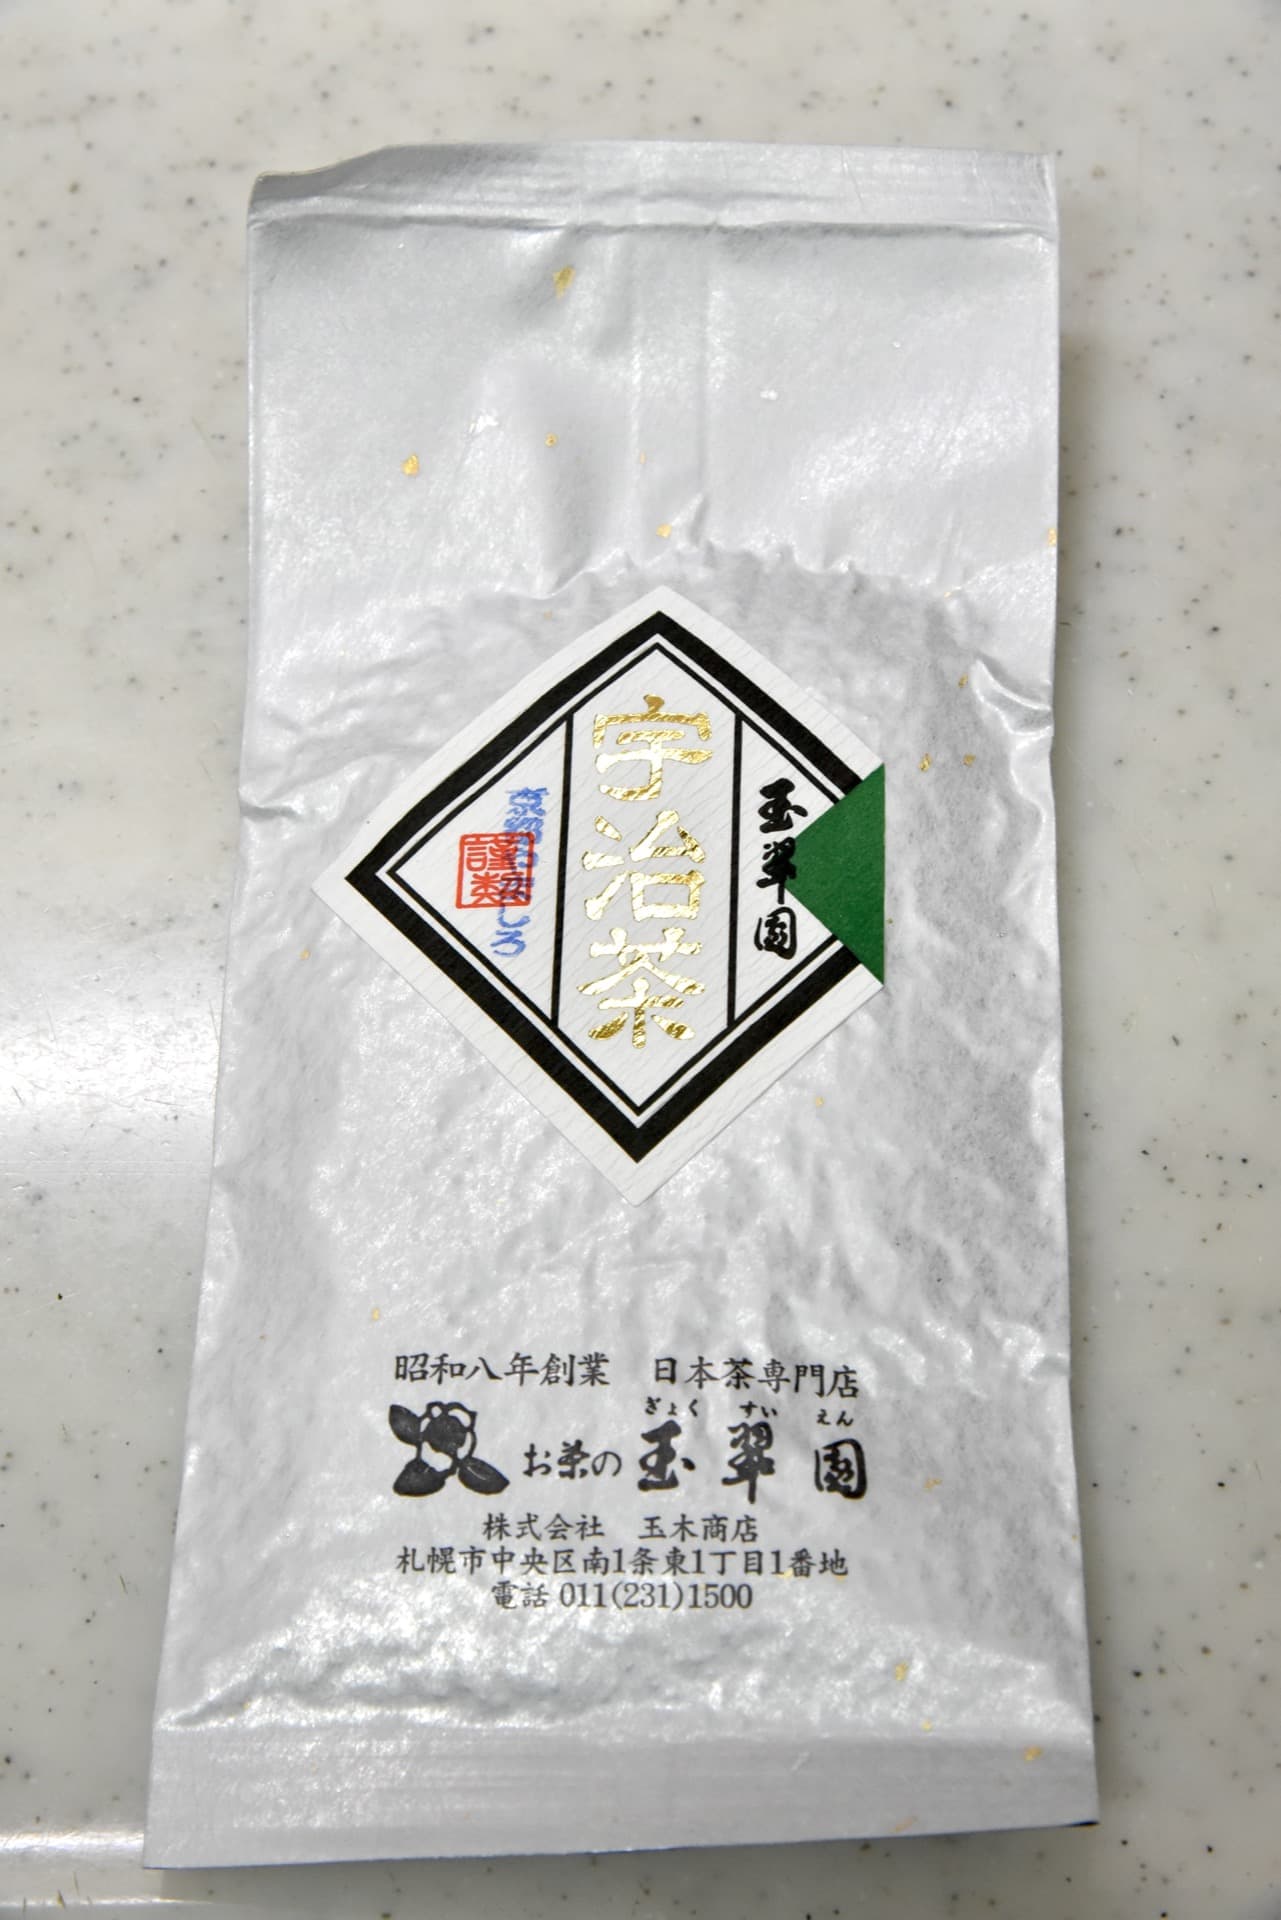 玉翠園
宇治茶
謹製
昭和八年創業 日本茶専門店
ぎょく すい えん
お茶の 玉翠園
株式会社 玉木商店
札幌市中央区南1条東1丁目1番地
電話 011(231)1500